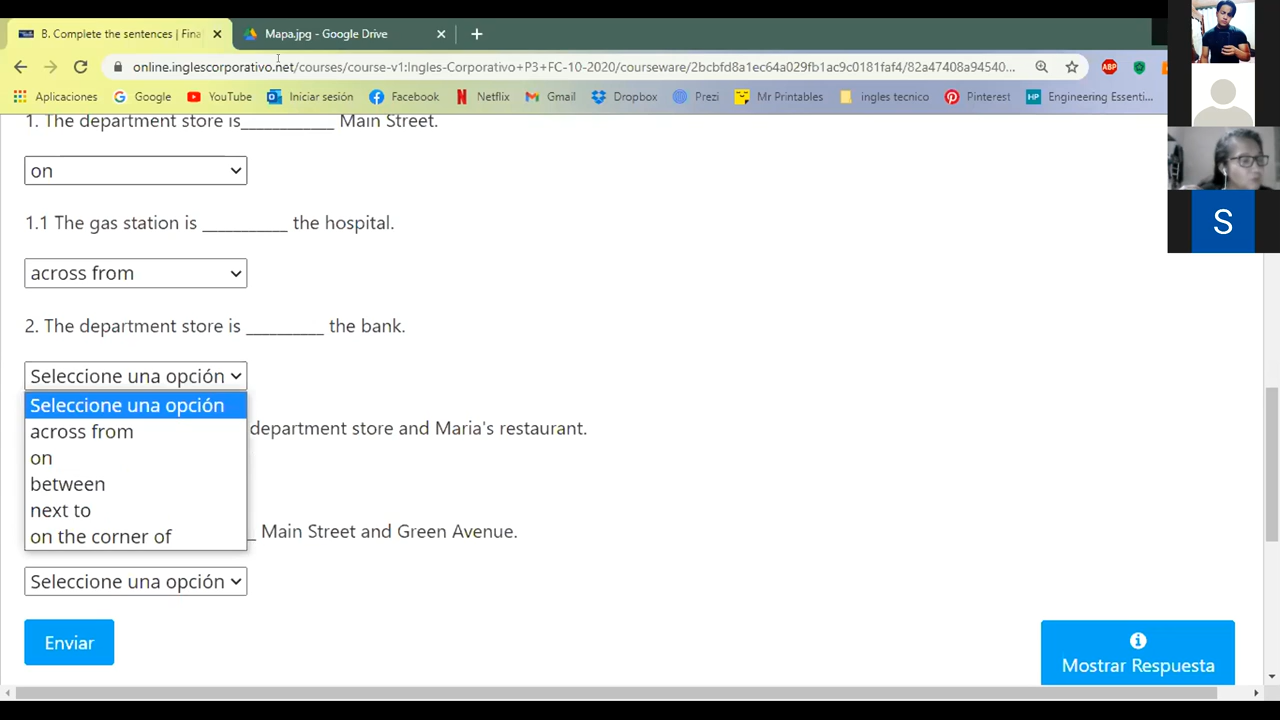 B. Complete the sentences | Fina
Mapa.jpg - Google Drive
online.inglescorporativo.net/courses/course-v1:Ingles-Corporativo+P3+FC-10-2020/courseware/2bcbfd8a1ec64a029fb1ac9c0181faf4/82a47408a94540...
ABP
Aplicaciones Google YouTube Iniciar sesión Facebook Netflix Gmail Dropbox Prezi Mr Printables ingles tecnico Pinterest HP Engineering Essenti...
1. The department store is____________ Main Street.
on
1.1 The gas station is ___________ the hospital.
across from
2. The department store is __________ the bank.
Seleccione una opción
Seleccione una opción
across from
department store and Maria's restaurant.
on
between
next to
on the corner of
_ Main Street and Green Avenue.
Seleccione una opción
Enviar
Mostrar Respuesta
S